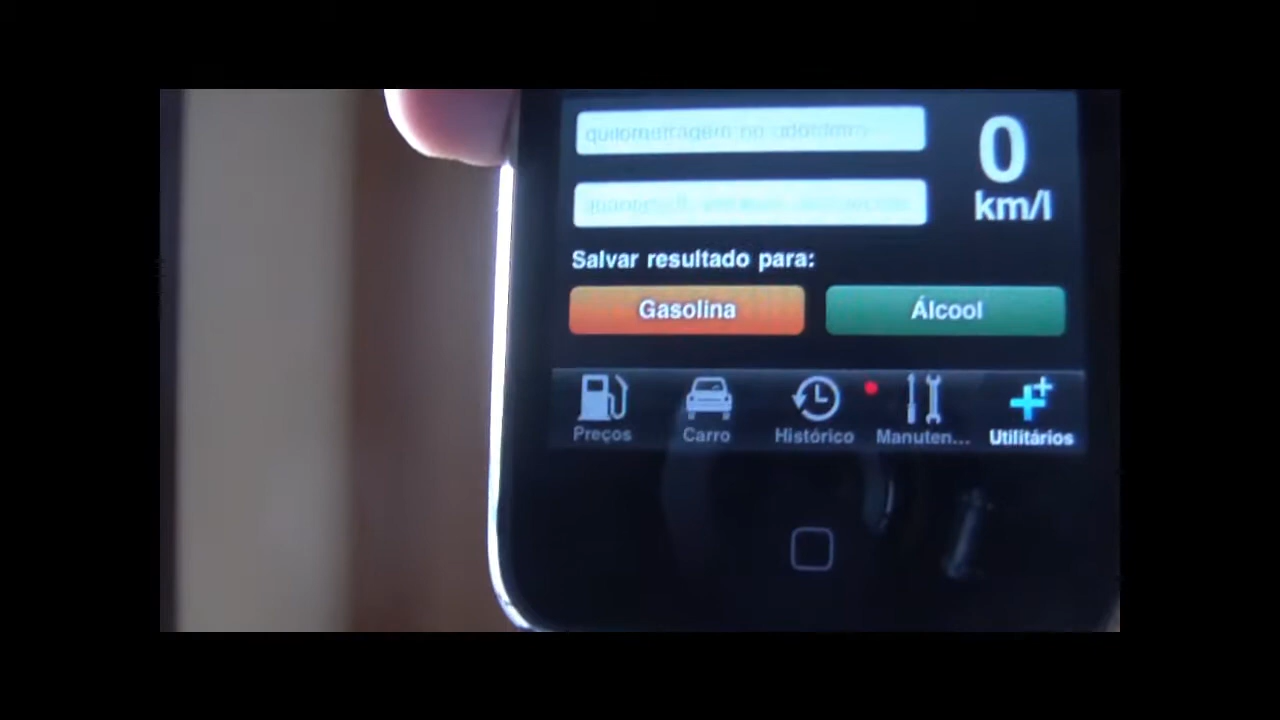 quilometragem no odômetro
0
km/l
Salvar resultado para:
Gasolina
Álcool
Preços
Carro
Histórico
Manuten...
Utilitários